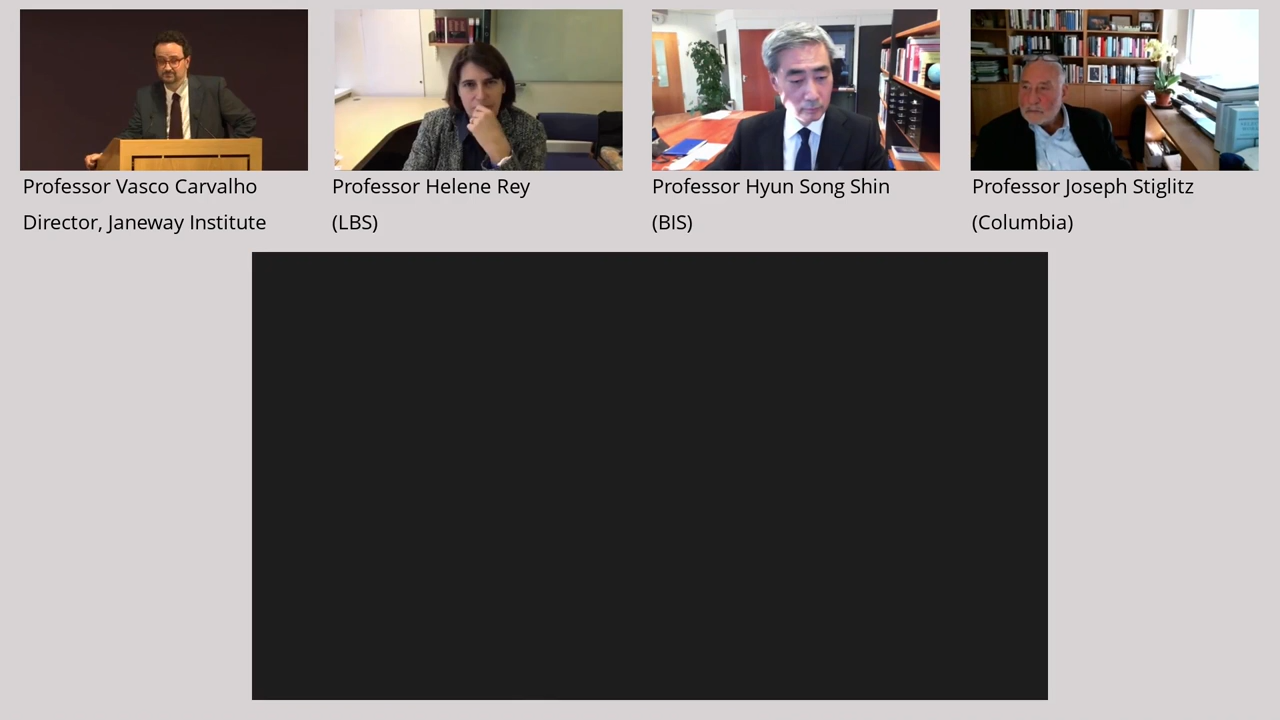 Professor Vasco Carvalho
Director, Janeway Institute
Professor Helene Rey
(LBS)
Professor Hyun Song Shin
(BIS)
Professor Joseph Stiglitz
(Columbia)